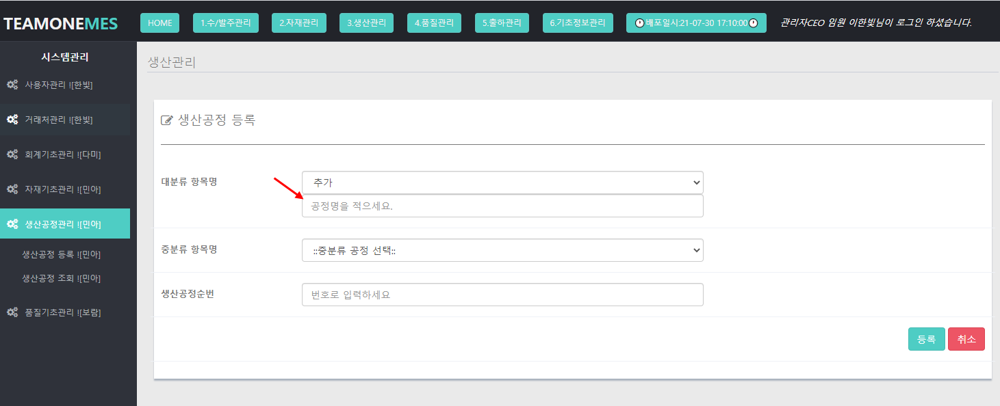 TEAMONEMES
HOME
1.수/발주관리
2.자재관리
3.생산관리
4.품질관리
5.출하관리
6.기초정보관리
배포일시:21-07-30 17:10:00
관리자CEO 임원 이한빛님이 로그인 하셨습니다.
시스템관리
사용자관리 ![한빛]
거래처관리 ![한빛]
회계기초관리 ![다미]
자재기초관리 ![민아]
생산공정관리 ![민아]
생산공정 등록 ![민아]
생산공정 조회 ![민아]
품질기초관리 ![보람]
생산관리
생산공정 등록
대분류 항목명
추가
공정명을 적으세요.
중분류 항목명
::중분류 공정 선택::
생산공정순번
번호로 입력하세요
등록
취소